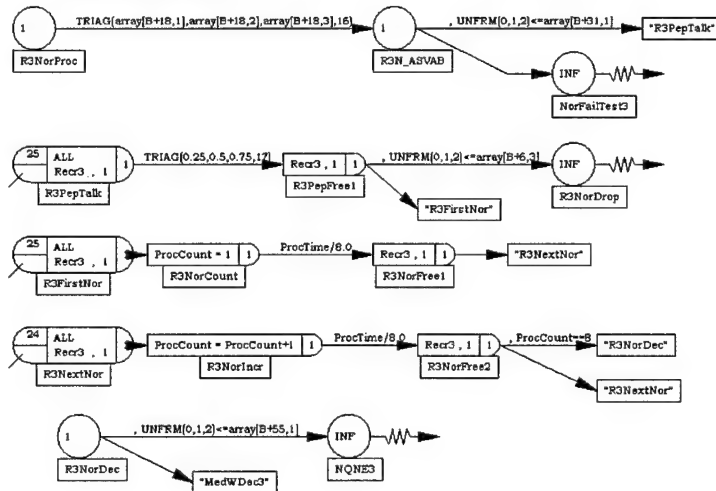 1 TRIAG(array[B+18,1],array[B+18,2],array[B+18,3],16) 1 , UNFRM(0,1,2)<=array[B+31,1] "R3PepTalk"
R3NorProc R3N_ASVAB INF
NorFailTest3
25 ALL 1 TRIAG(0.25,0.5,0.75,17) Recr3 , 1 1 , UNFRM(0,1,2)<=array[B+6,3] INF
Recr3 , 1
R3PepTalk R3PepFree1 R3NorDrop
"R3FirstNor"
25 ALL ProcCount = 1 1 ProcTime/8.0 Recr3 , 1 1 "R3NextNor"
Recr3 , 1
R3FirstNor R3NorCount R3NorFree1
24 ALL ProcCount = ProcCount+1 1 ProcTime/8.0 Recr3 , 1 1 , ProcCount==8 "R3NorDec"
Recr3 , 1
R3NextNor R3NorIncr R3NorFree2
"R3NextNor"
1 , UNFRM(0,1,2)<=array[B+55,1] INF
R3NorDec NQNE3
"MedWDec3"